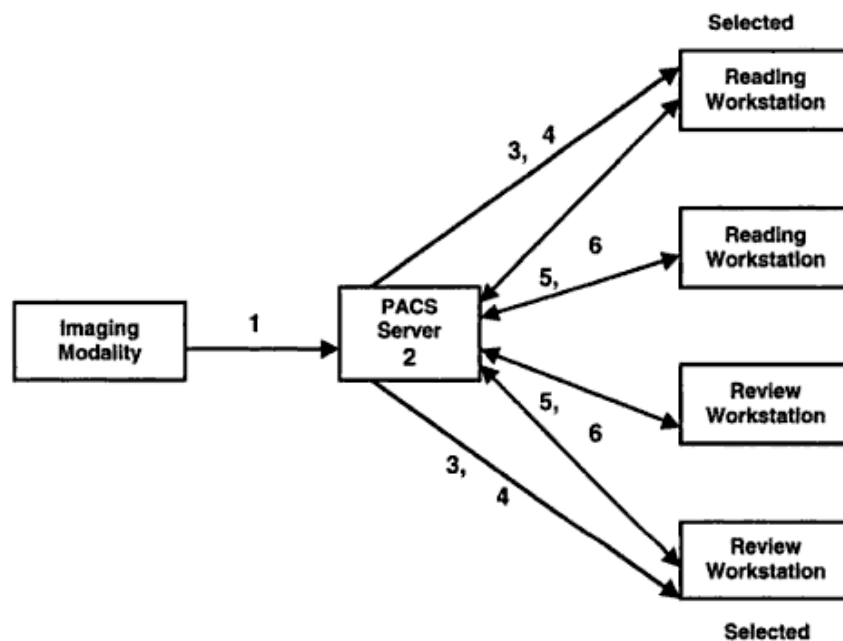 Selected
Reading
Workstation
3, 4
Reading
Workstation
6
5,
PACS
Server
2
1
Imaging
Modality
Review
Workstation
5,
6
3,
4
Review
Workstation
Selected